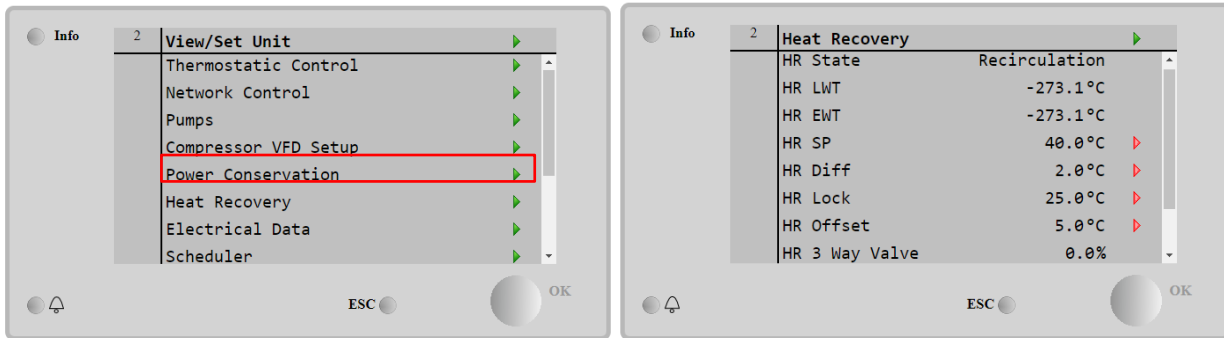 Info
2 View/Set Unit
Thermostatic Control
Network Control
Pumps
Compressor VFD Setup
Power Conservation
Heat Recovery
Electrical Data
Scheduler
ESC
OK
Info
2 Heat Recovery
HR State Recirculation
HR LWT -273.1°C
HR EWT -273.1°C
HR SP 40.0°C
HR Diff 2.0°C
HR Lock 25.0°C
HR Offset 5.0°C
HR 3 Way Valve 0.0%
ESC
OK